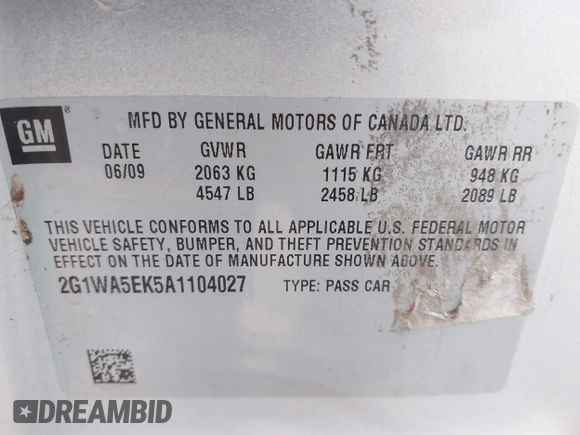 GM
MFD BY GENERAL MOTORS OF CANADA LTD.
DATE GVWR GAWR FRT GAWR RR
06/09 2063 KG 1115 KG 948 KG
4547 LB 2458 LB 2089 LB
THIS VEHICLE CONFORMS TO ALL APPLICABLE U.S. FEDERAL MOTOR
VEHICLE SAFETY, BUMPER, AND THEFT PREVENTION STANDARDS IN
EFFECT ON THE DATE OF MANUFACTURE SHOWN ABOVE.
2G1WA5EK5A1104027 TYPE: PASS CAR
DREAMBID